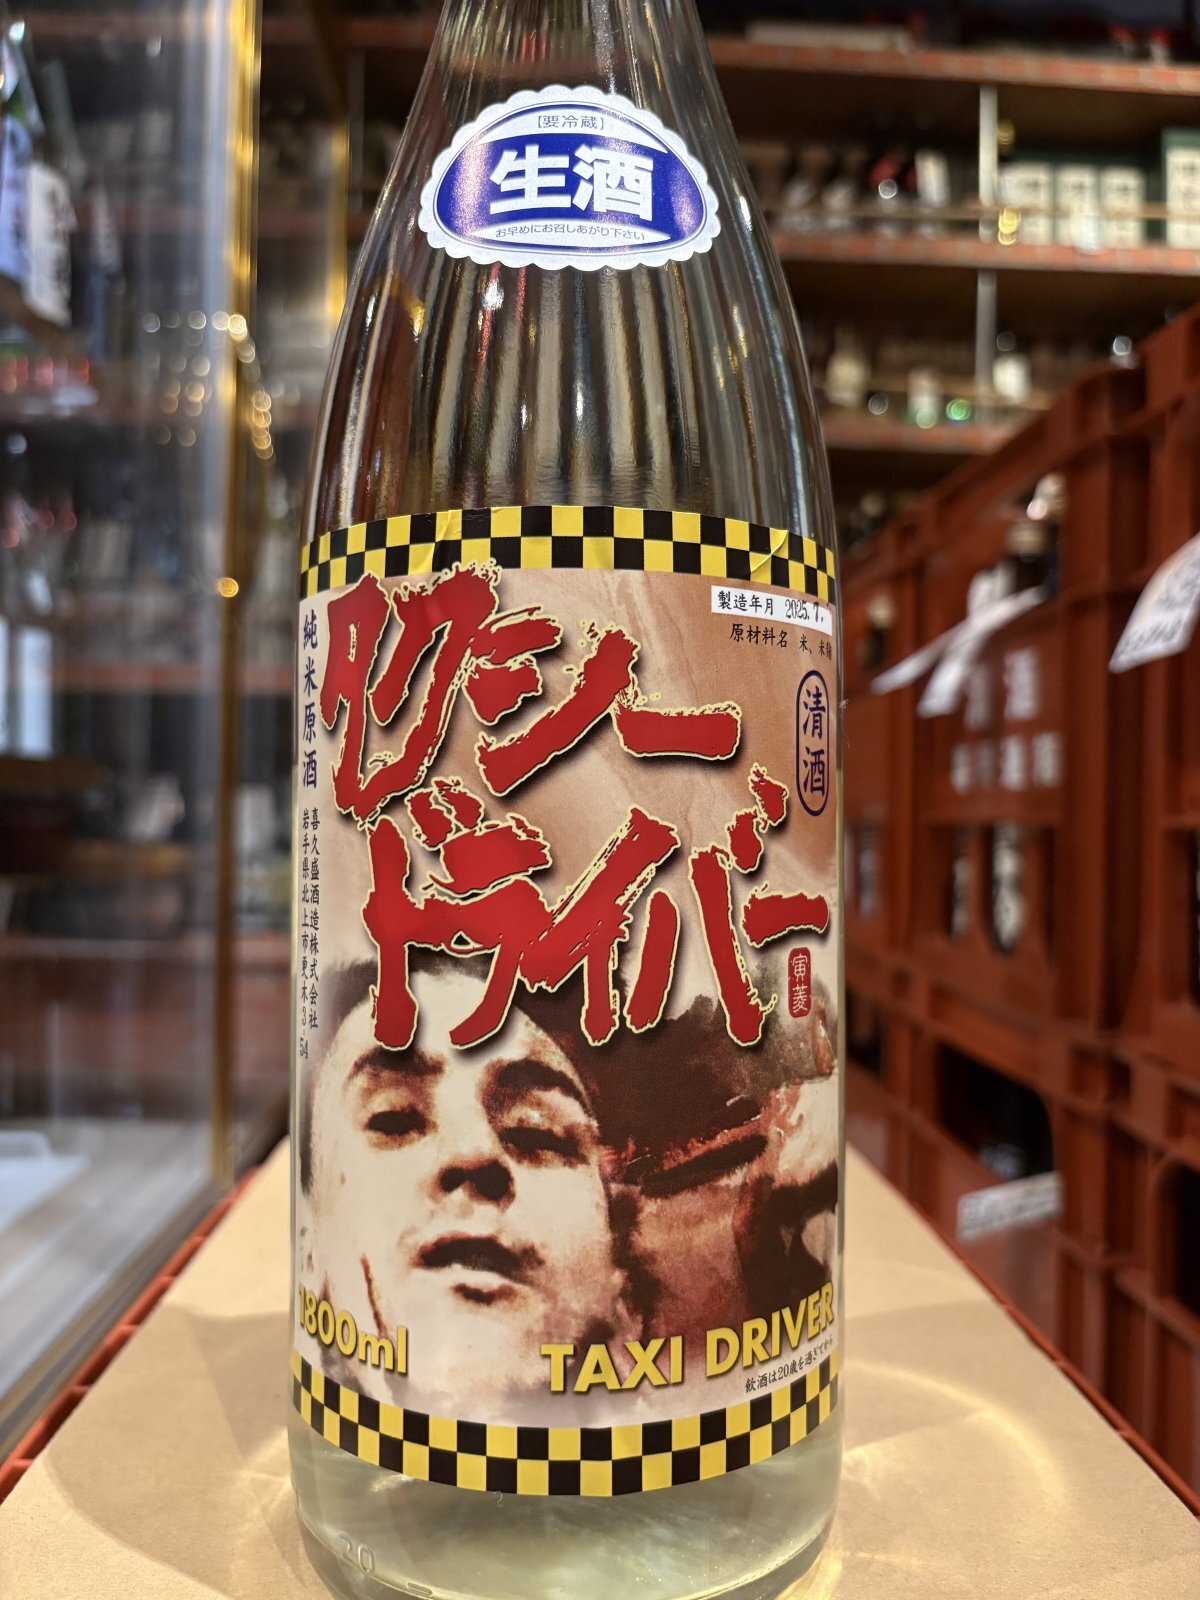 【要冷蔵】
生酒
お早めにお召しあがり下さい
製造年月 2025.7.
原材料名 米、米麹
清酒
タクシー
ドライバー
寅菱
純米原酒
喜久盛酒造株式会社
岩手県北上市更木3-54
1800ml
TAXI DRIVER
飲酒は20歳を過ぎてから
20